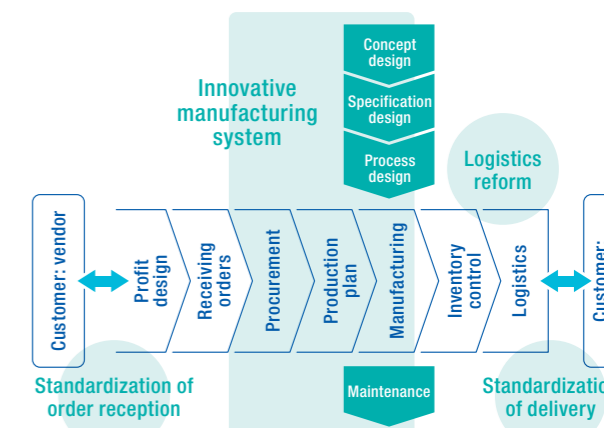 Concept
design
Specification
design
Process
design
Innovative
manufacturing
system
Logistics
reform
Customer: vendor
Profit
design
Receiving
orders
Procurement
Production
plan
Manufacturing
Inventory
control
Logistics
Customer:
Maintenance
Standardization of
order reception
of delivery